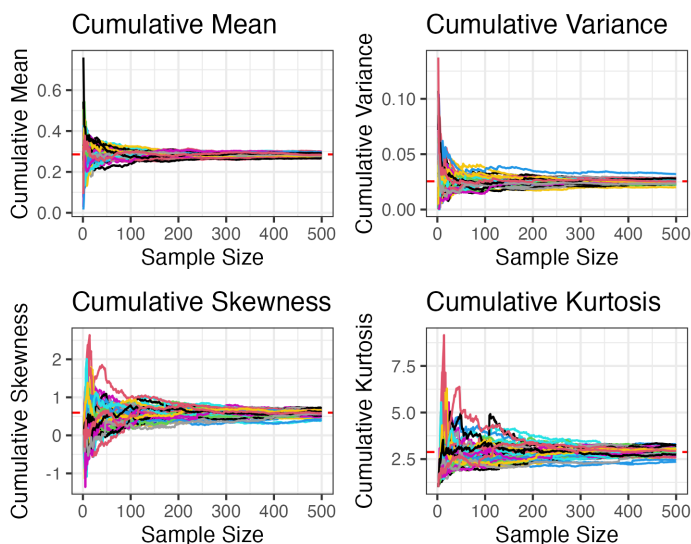 Cumulative Mean
Cumulative Mean
0.6
0.4
0.2
0.0
0 100 200 300 400 500
Sample Size
Cumulative Variance
Cumulative Variance
0.10
0.05
0.00
0 100 200 300 400 500
Sample Size
Cumulative Skewness
Cumulative Skewness
2
1
0
-1
0 100 200 300 400 500
Sample Size
Cumulative Kurtosis
Cumulative Kurtosis
7.5
5.0
2.5
0 100 200 300 400 500
Sample Size